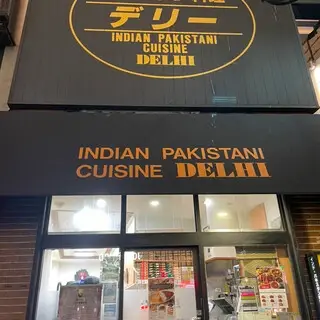 デリー
INDIAN PAKISTANI
CUISINE
DELHI
INDIAN PAKISTANI
CUISINE DELHI